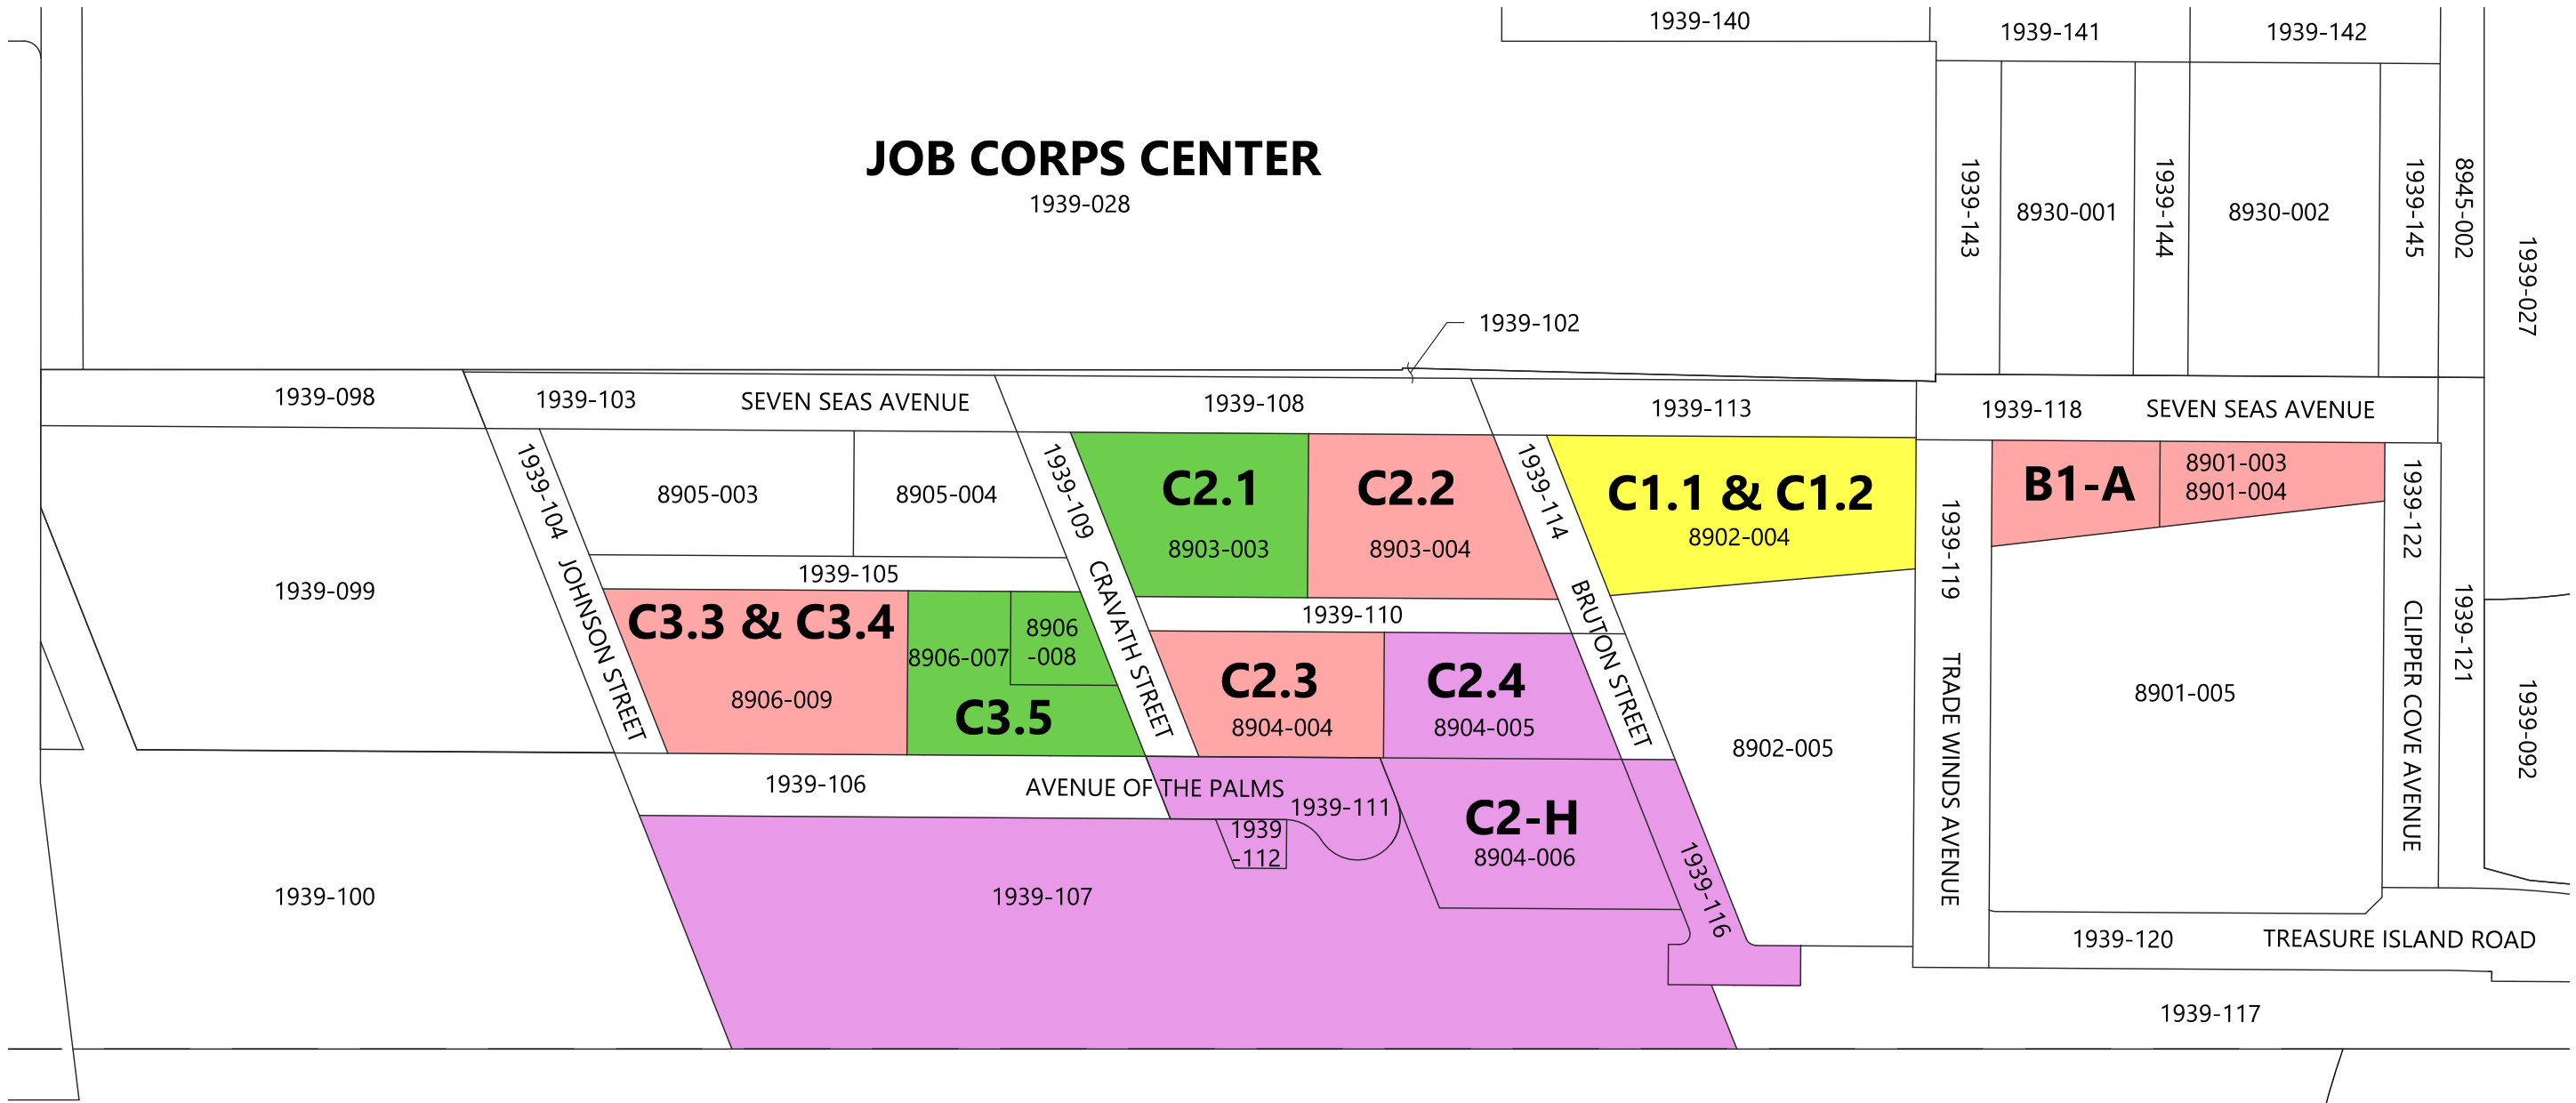 1939-140
1939-141
1939-142
JOB CORPS CENTER
1939-028
1939-143
8930-001
1939-144
8930-002
1939-145
8945-002
1939-027
1939-102
1939-098
1939-103
SEVEN SEAS AVENUE
1939-108
1939-113
1939-118
SEVEN SEAS AVENUE
1939-099
1939-104
JOHNSON STREET
8905-003
8905-004
1939-105
1939-109
CRAVATH STREET
C2.1
8903-003
C2.2
8903-004
1939-114
BRUTON STREET
C1.1 & C1.2
8902-004
1939-119
TRADE WINDS AVENUE
B1-A
8901-003
8901-004
1939-122
CLIPPER COVE AVENUE
1939-121
1939-092
C3.3 & C3.4
8906-009
8906-007
8906
-008
C3.5
1939-110
C2.3
8904-004
C2.4
8904-005
8902-005
8901-005
1939-106
AVENUE OF THE PALMS
1939-111
1939
-112
C2-H
8904-006
1939-116
1939-100
1939-107
1939-120
TREASURE ISLAND ROAD
1939-117